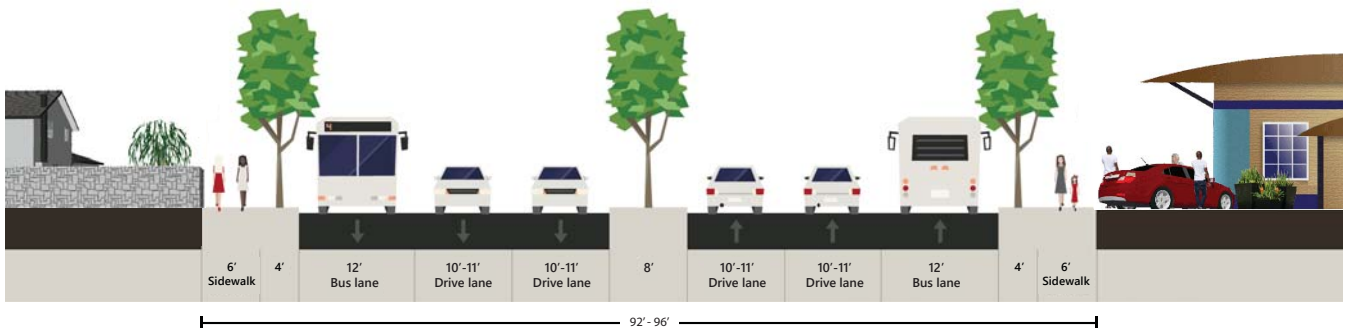 4
6’
Sidewalk
4’
12’
Bus lane
10’-11’
Drive lane
10’-11’
Drive lane
8’
10’-11’
Drive lane
10’-11’
Drive lane
12’
Bus lane
4’
6’
Sidewalk
92’ - 96’